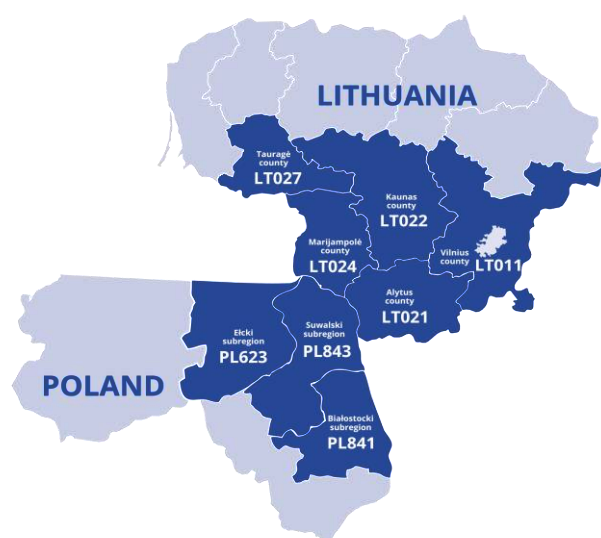 LITHUANIA
Tauragė
county
LT027
Kaunas
county
LT022
Marijampolė
county
LT024
Vilnius
county
LT011
Alytus
county
LT021
Ełcki
subregion
PL623
Suwalski
subregion
PL843
POLAND
Białostocki
subregion
PL841